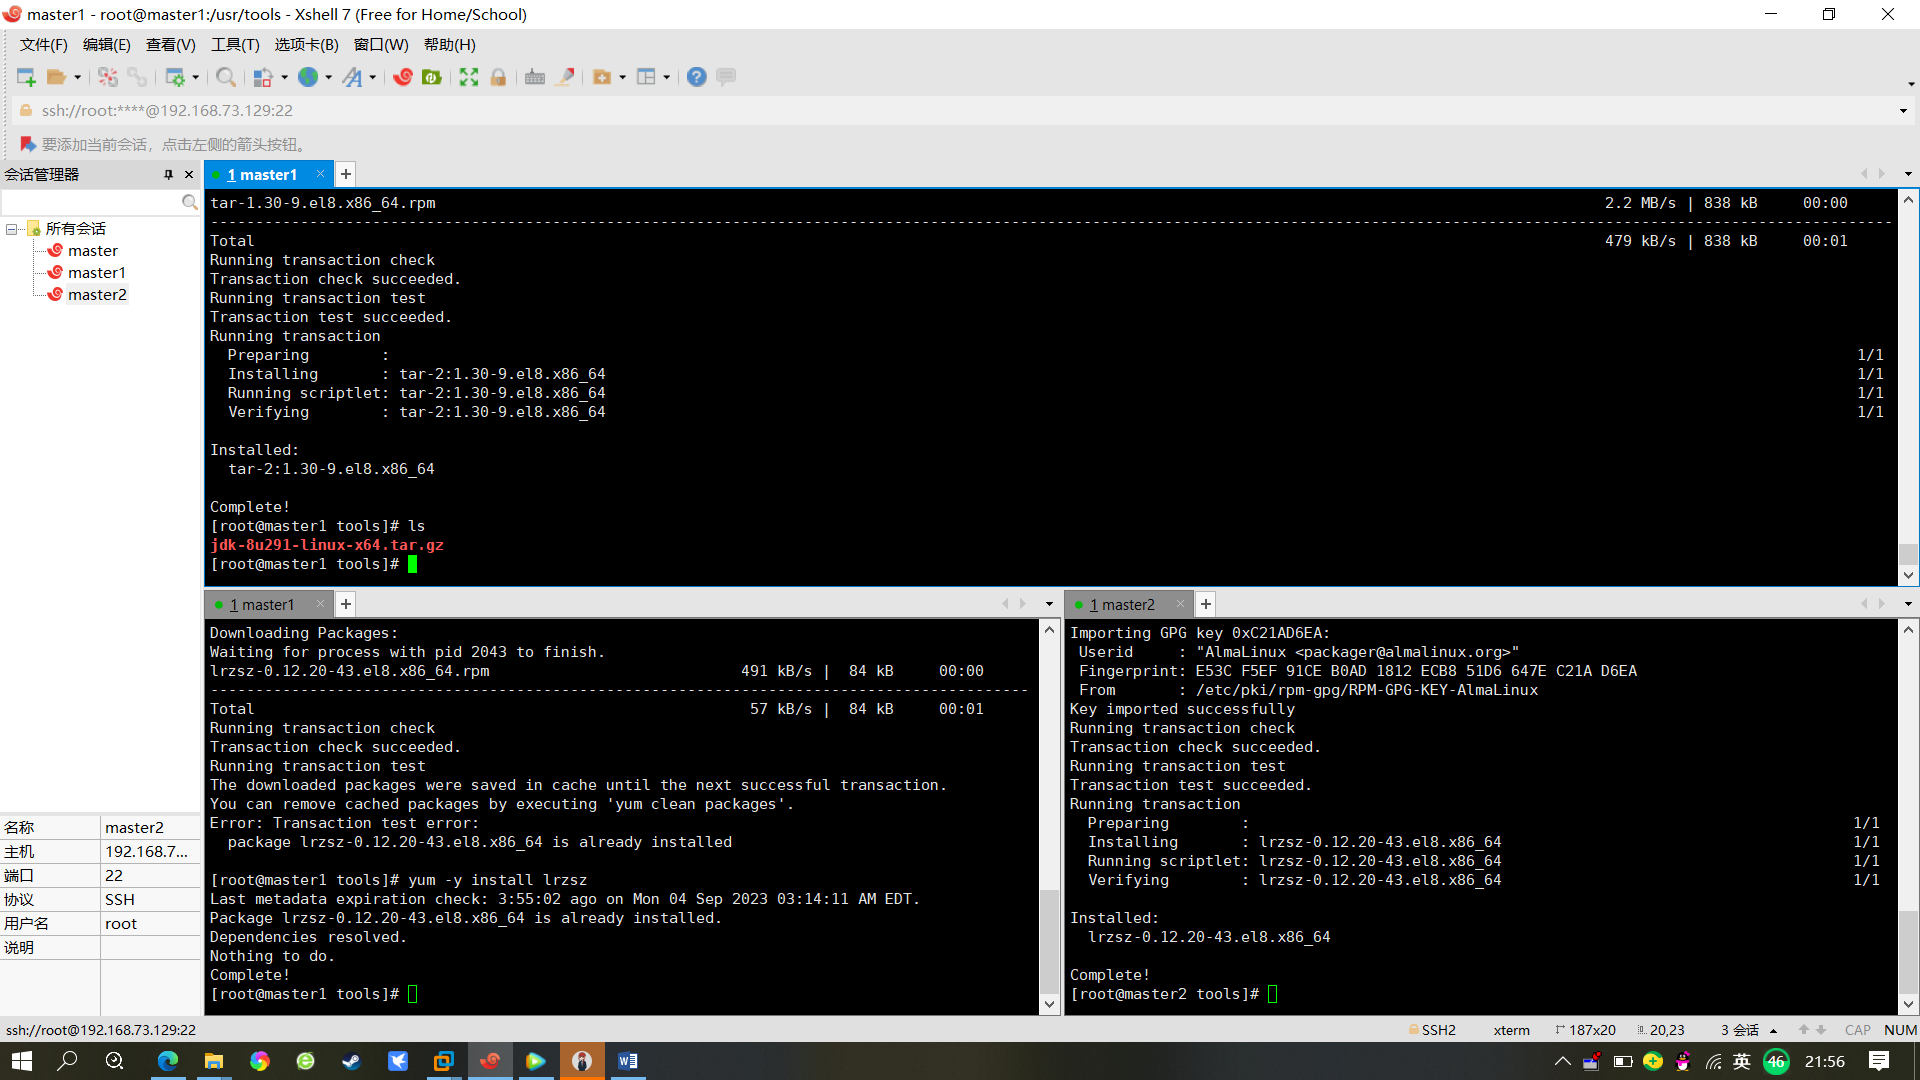 master1 - root@master1:/usr/tools - Xshell 7 (Free for Home/School)
文件(F) 编辑(E) 查看(V) 工具(T) 选项卡(B) 窗口(W) 帮助(H)
ssh://root:****@192.168.73.129:22
要添加当前会话，点击左侧的箭头按钮。
会话管理器
所有会话
master
master1
master2
名称 master2
主机 192.168.7...
端口 22
协议 SSH
用户名 root
说明
1 master1
tar-1.30-9.el8.x86_64.rpm 2.2 MB/s | 838 kB 00:00
--------------------------------------------------------------------------------
Total 479 kB/s | 838 kB 00:01
Running transaction check
Transaction check succeeded.
Running transaction test
Transaction test succeeded.
Running transaction
Preparing : 1/1
Installing : tar-2:1.30-9.el8.x86_64 1/1
Running scriptlet: tar-2:1.30-9.el8.x86_64 1/1
Verifying : tar-2:1.30-9.el8.x86_64 1/1
Installed:
tar-2:1.30-9.el8.x86_64
Complete!
[root@master1 tools]# ls
jdk-8u291-linux-x64.tar.gz
[root@master1 tools]#
1 master1
Downloading Packages:
Waiting for process with pid 2043 to finish.
lrzsz-0.12.20-43.el8.x86_64.rpm 491 kB/s | 84 kB 00:00
--------------------------------------------------------------------------------
Total 57 kB/s | 84 kB 00:01
Running transaction check
Transaction check succeeded.
Running transaction test
The downloaded packages were saved in cache until the next successful transaction.
You can remove cached packages by executing 'yum clean packages'.
Error: Transaction test error:
package lrzsz-0.12.20-43.el8.x86_64 is already installed
[root@master1 tools]# yum -y install lrzsz
Last metadata expiration check: 3:55:02 ago on Mon 04 Sep 2023 03:14:11 AM EDT.
Package lrzsz-0.12.20-43.el8.x86_64 is already installed.
Dependencies resolved.
Nothing to do.
Complete!
[root@master1 tools]#
1 master2
Importing GPG key 0xC21AD6EA:
Userid : "AlmaLinux <packager@almalinux.org>"
Fingerprint: E53C F5EF 91CE B0AD 1812 ECB8 51D6 647E C21A D6EA
From : /etc/pki/rpm-gpg/RPM-GPG-KEY-AlmaLinux
Key imported successfully
Running transaction check
Transaction check succeeded.
Running transaction test
Transaction test succeeded.
Running transaction
Preparing : 1/1
Installing : lrzsz-0.12.20-43.el8.x86_64 1/1
Running scriptlet: lrzsz-0.12.20-43.el8.x86_64 1/1
Verifying : lrzsz-0.12.20-43.el8.x86_64 1/1
Installed:
lrzsz-0.12.20-43.el8.x86_64
Complete!
[root@master2 tools]#
ssh://root@192.168.73.129:22 SSH2 xterm 187x20 20,23 3 会话 CAP NUM
英 46 21:56